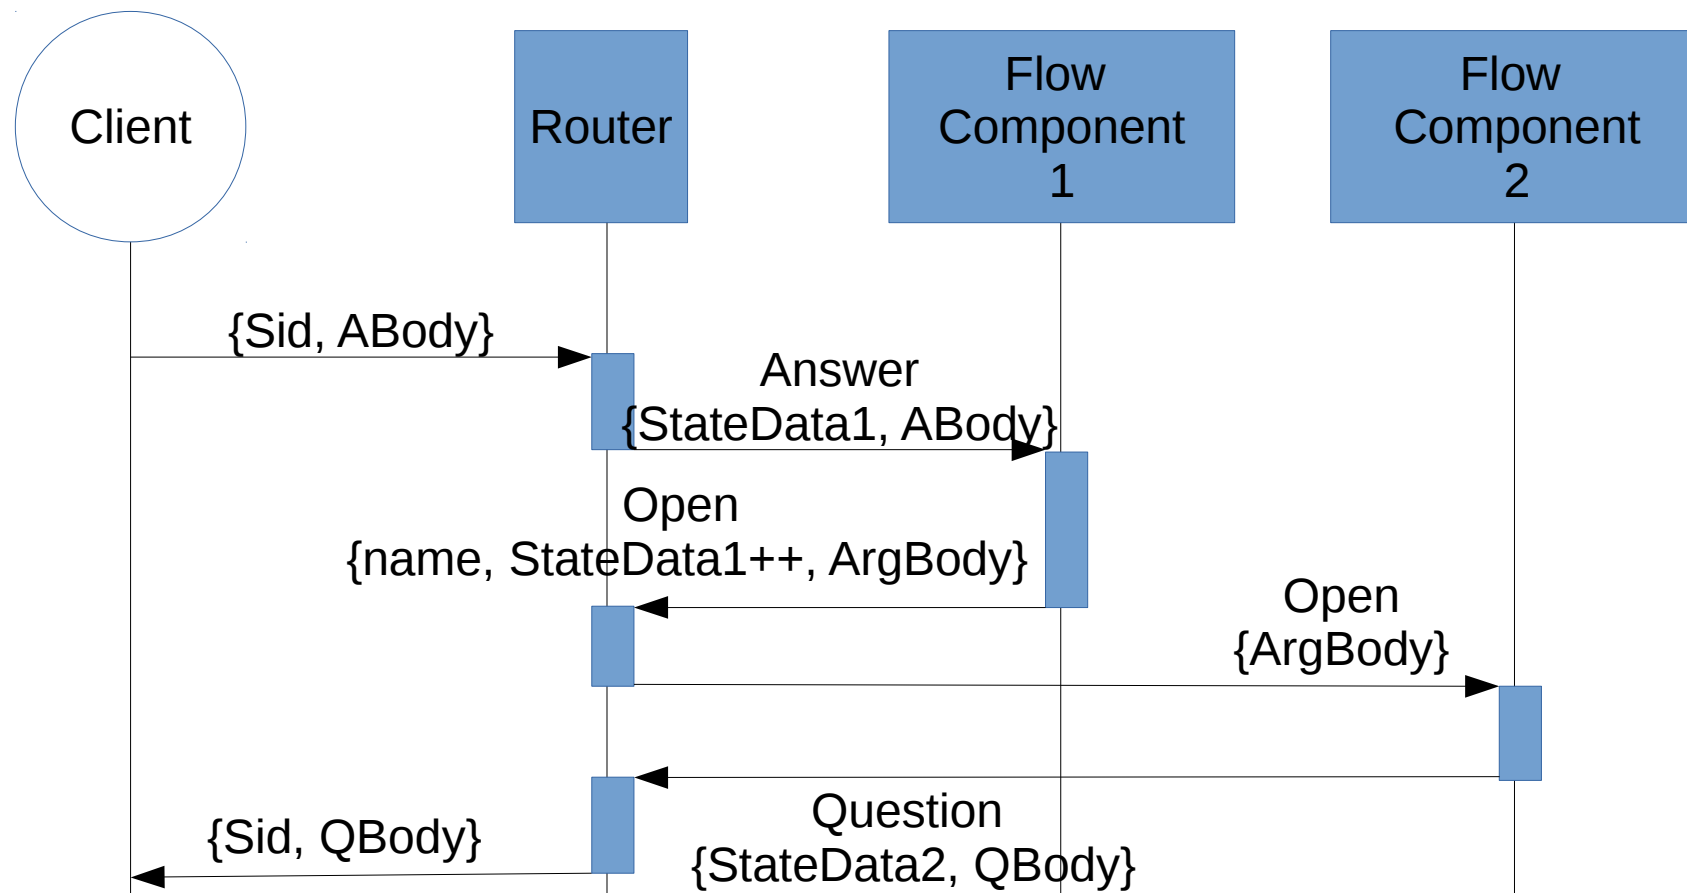 Client
Router
Flow
Component
1
Flow
Component
2
{Sid, ABody}
Answer
{StateData1, ABody}
Open
{name, StateData1++, ArgBody}
Open
{ArgBody}
Question
{StateData2, QBody}
{Sid, QBody}